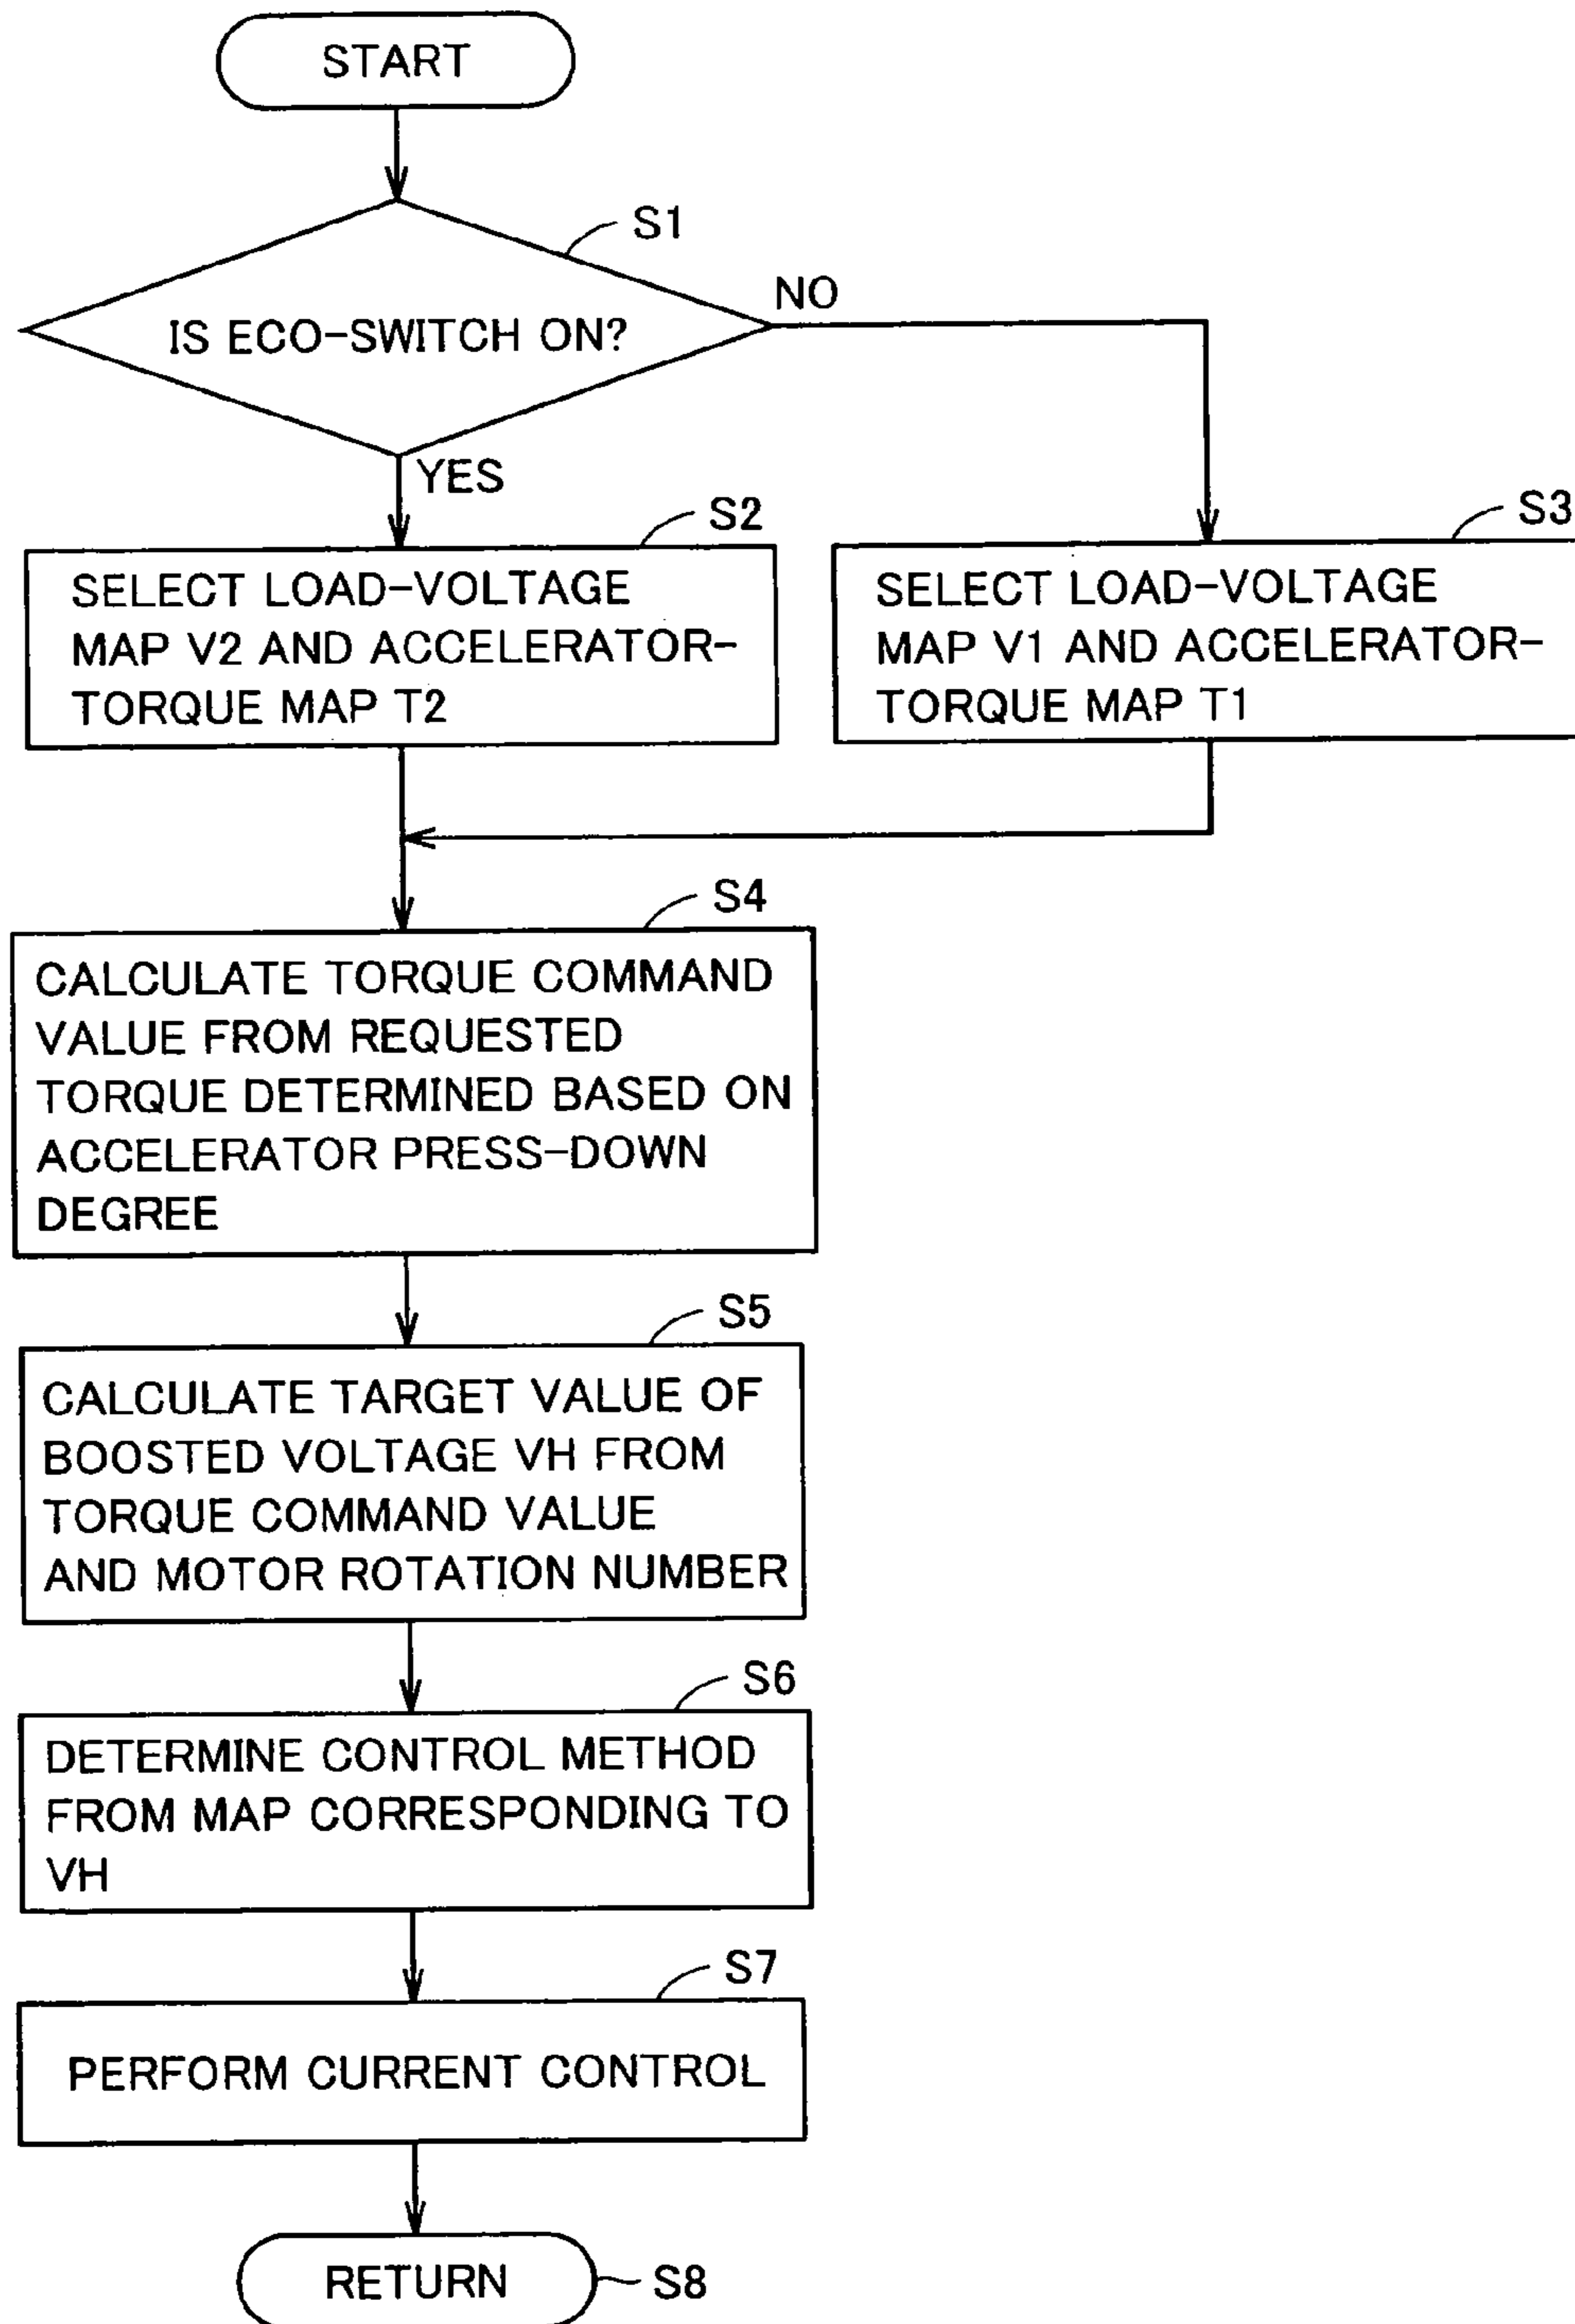 START
S1
NO
IS ECO-SWITCH ON?
YES
S2
SELECT LOAD-VOLTAGE
MAP V2 AND ACCELERATOR-
TORQUE MAP T2
S3
SELECT LOAD-VOLTAGE
MAP V1 AND ACCELERATOR-
TORQUE MAP T1
S4
CALCULATE TORQUE COMMAND
VALUE FROM REQUESTED
TORQUE DETERMINED BASED ON
ACCELERATOR PRESS-DOWN
DEGREE
S5
CALCULATE TARGET VALUE OF
BOOSTED VOLTAGE VH FROM
TORQUE COMMAND VALUE
AND MOTOR ROTATION NUMBER
S6
DETERMINE CONTROL METHOD
FROM MAP CORRESPONDING TO
VH
S7
PERFORM CURRENT CONTROL
RETURN
S8